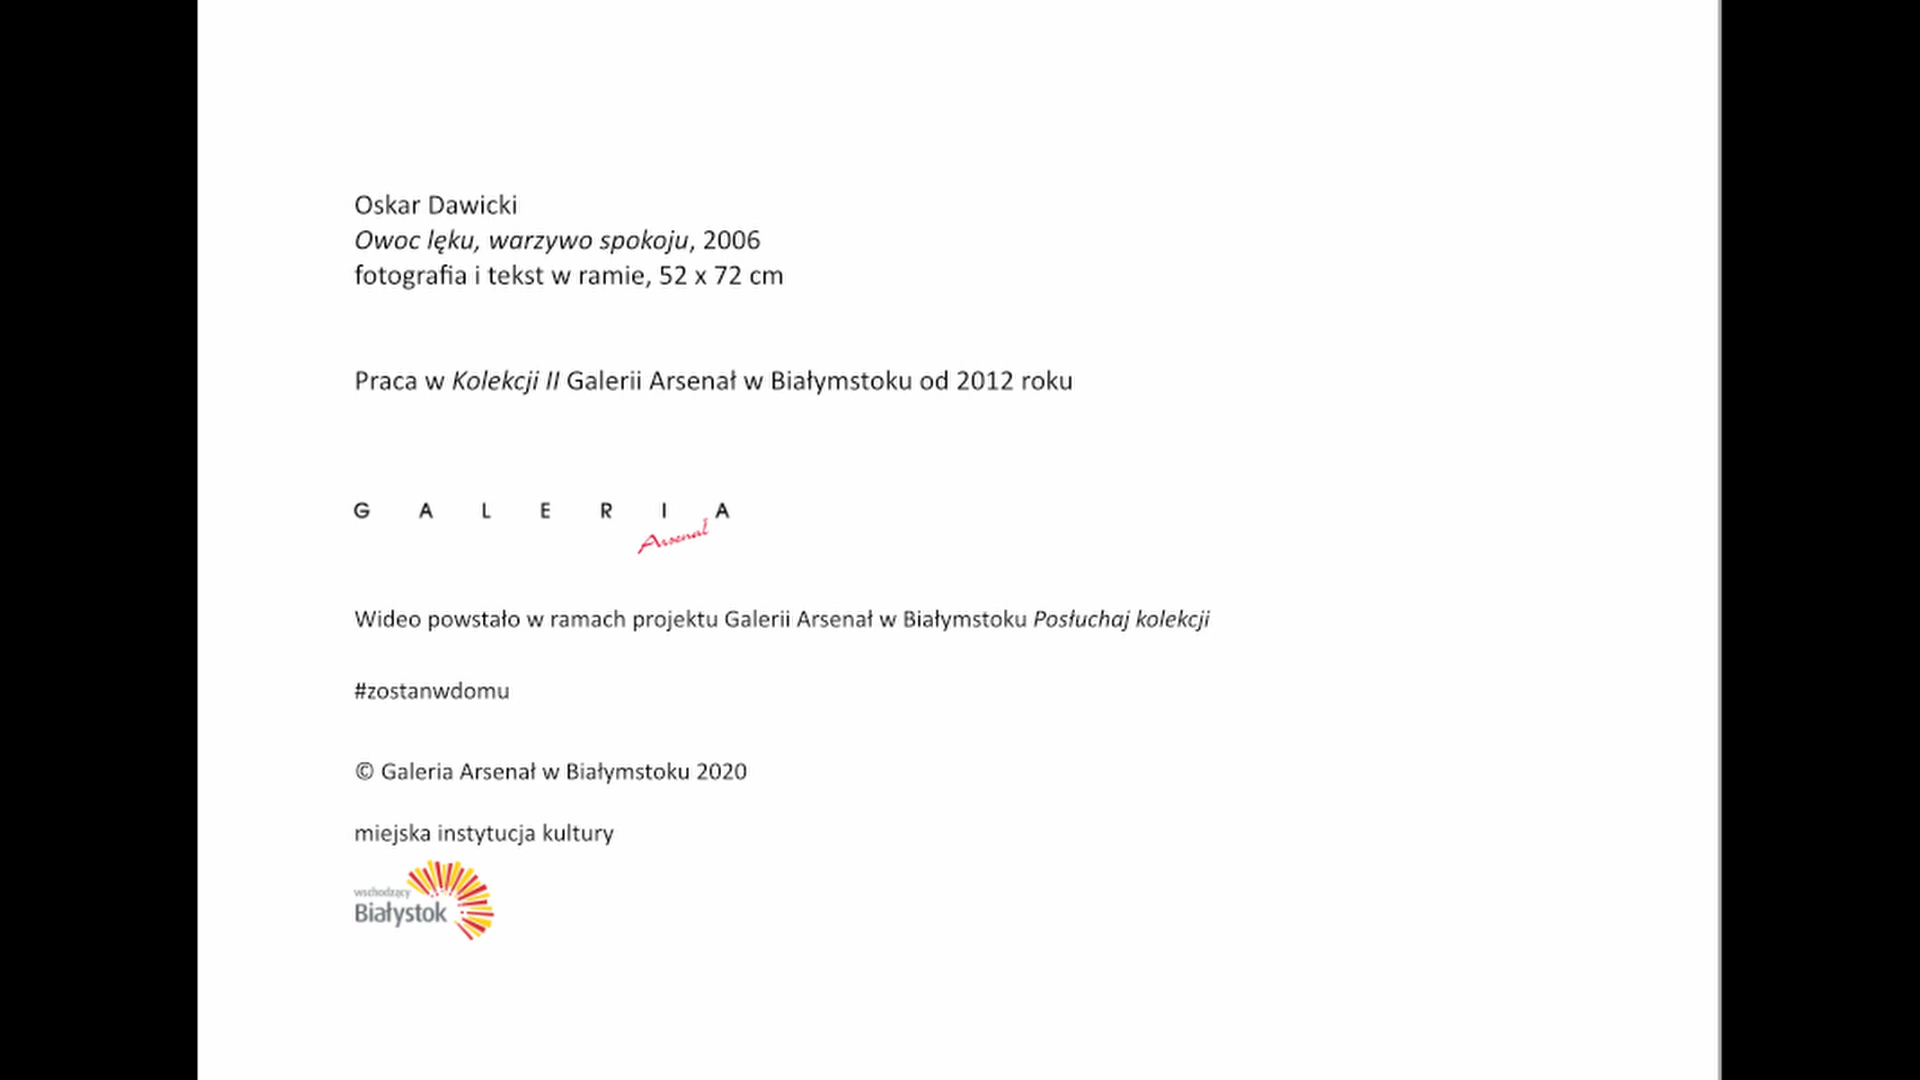 Oskar Dawicki
Owoc lęku, warzywo spokoju, 2006
fotografia i tekst w ramie, 52 x 72 cm
Praca w Kolekcji II Galerii Arsenał w Białymstoku od 2012 roku
G A L E R I A
Arsenał
Wideo powstało w ramach projektu Galerii Arsenał w Białymstoku Posłuchaj kolekcji
#zostanwdomu
© Galeria Arsenał w Białymstoku 2020
miejska instytucja kultury
wschodzący
Białystok